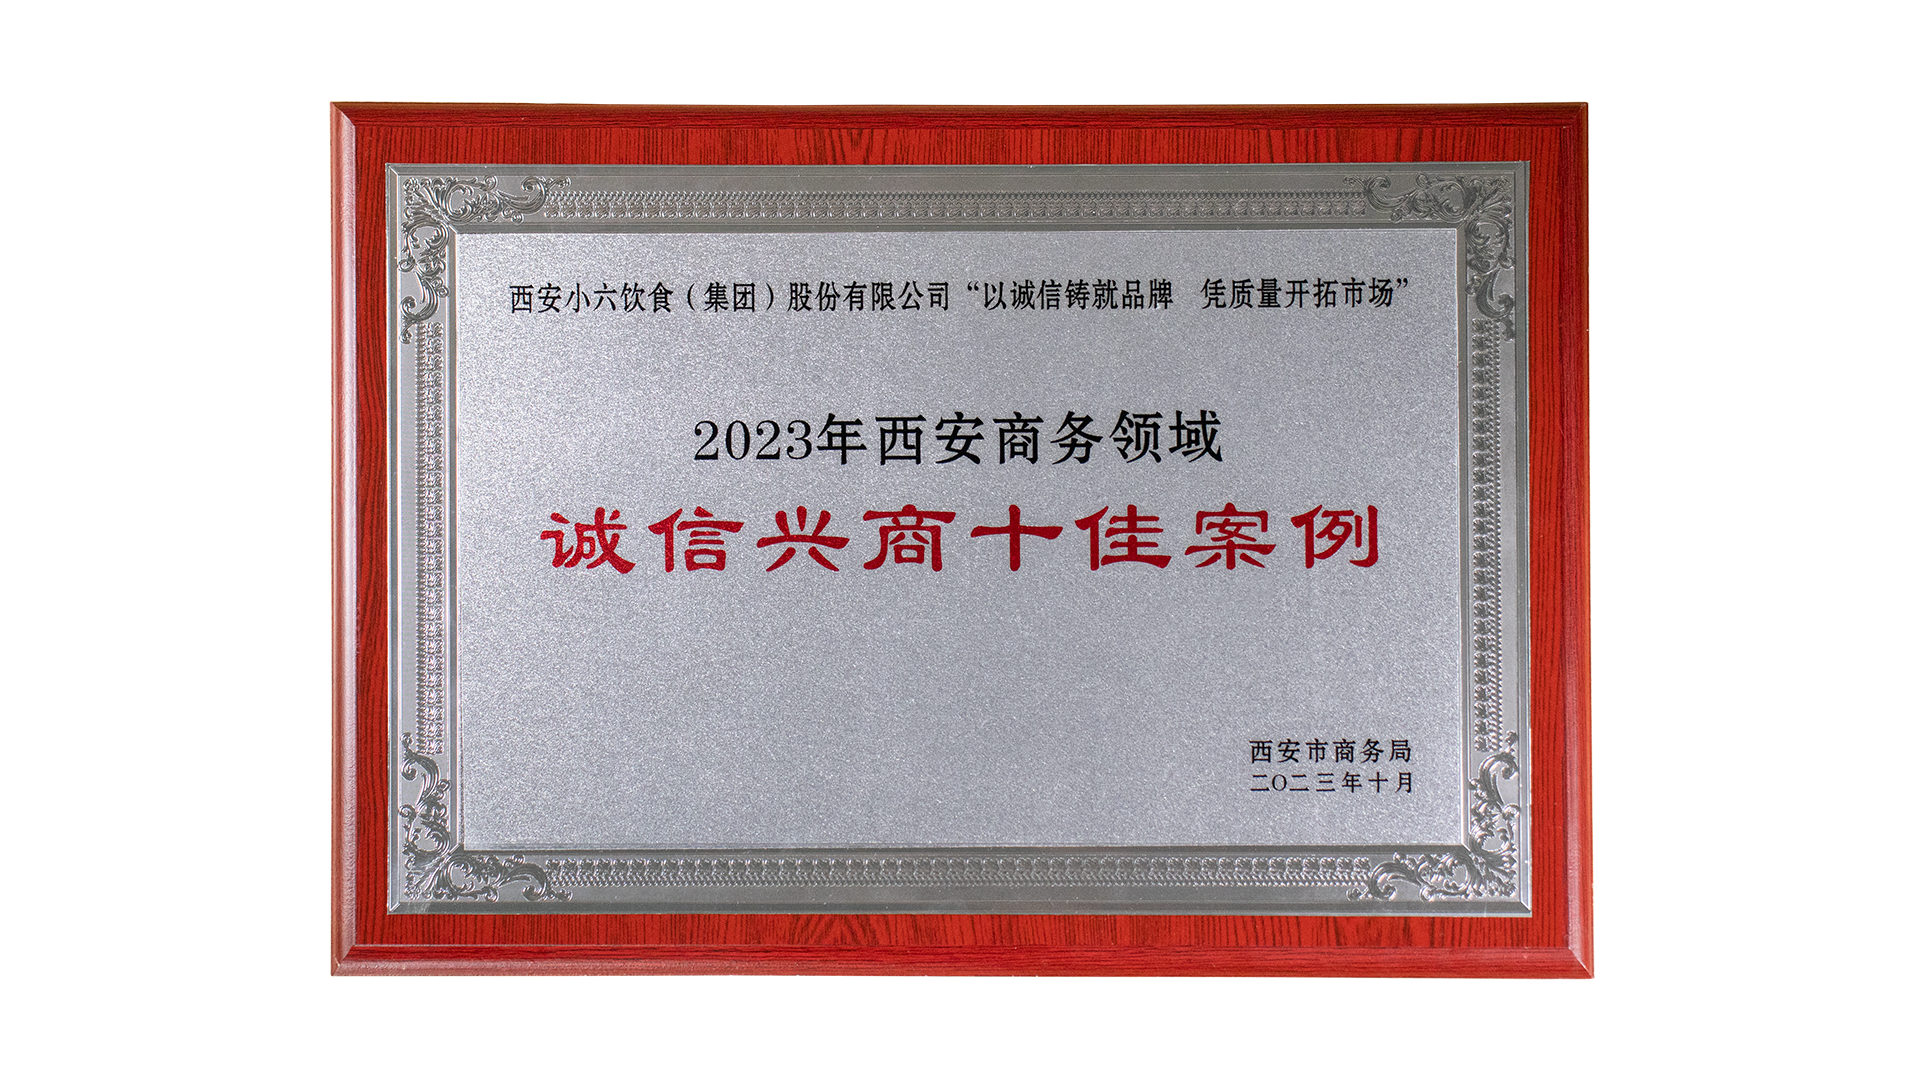 西安小六饮食（集团）股份有限公司“以诚信铸就品牌 凭质量开拓市场”
2023年西安商务领域
诚信兴商十佳案例
西安市商务局
二〇二三年十月